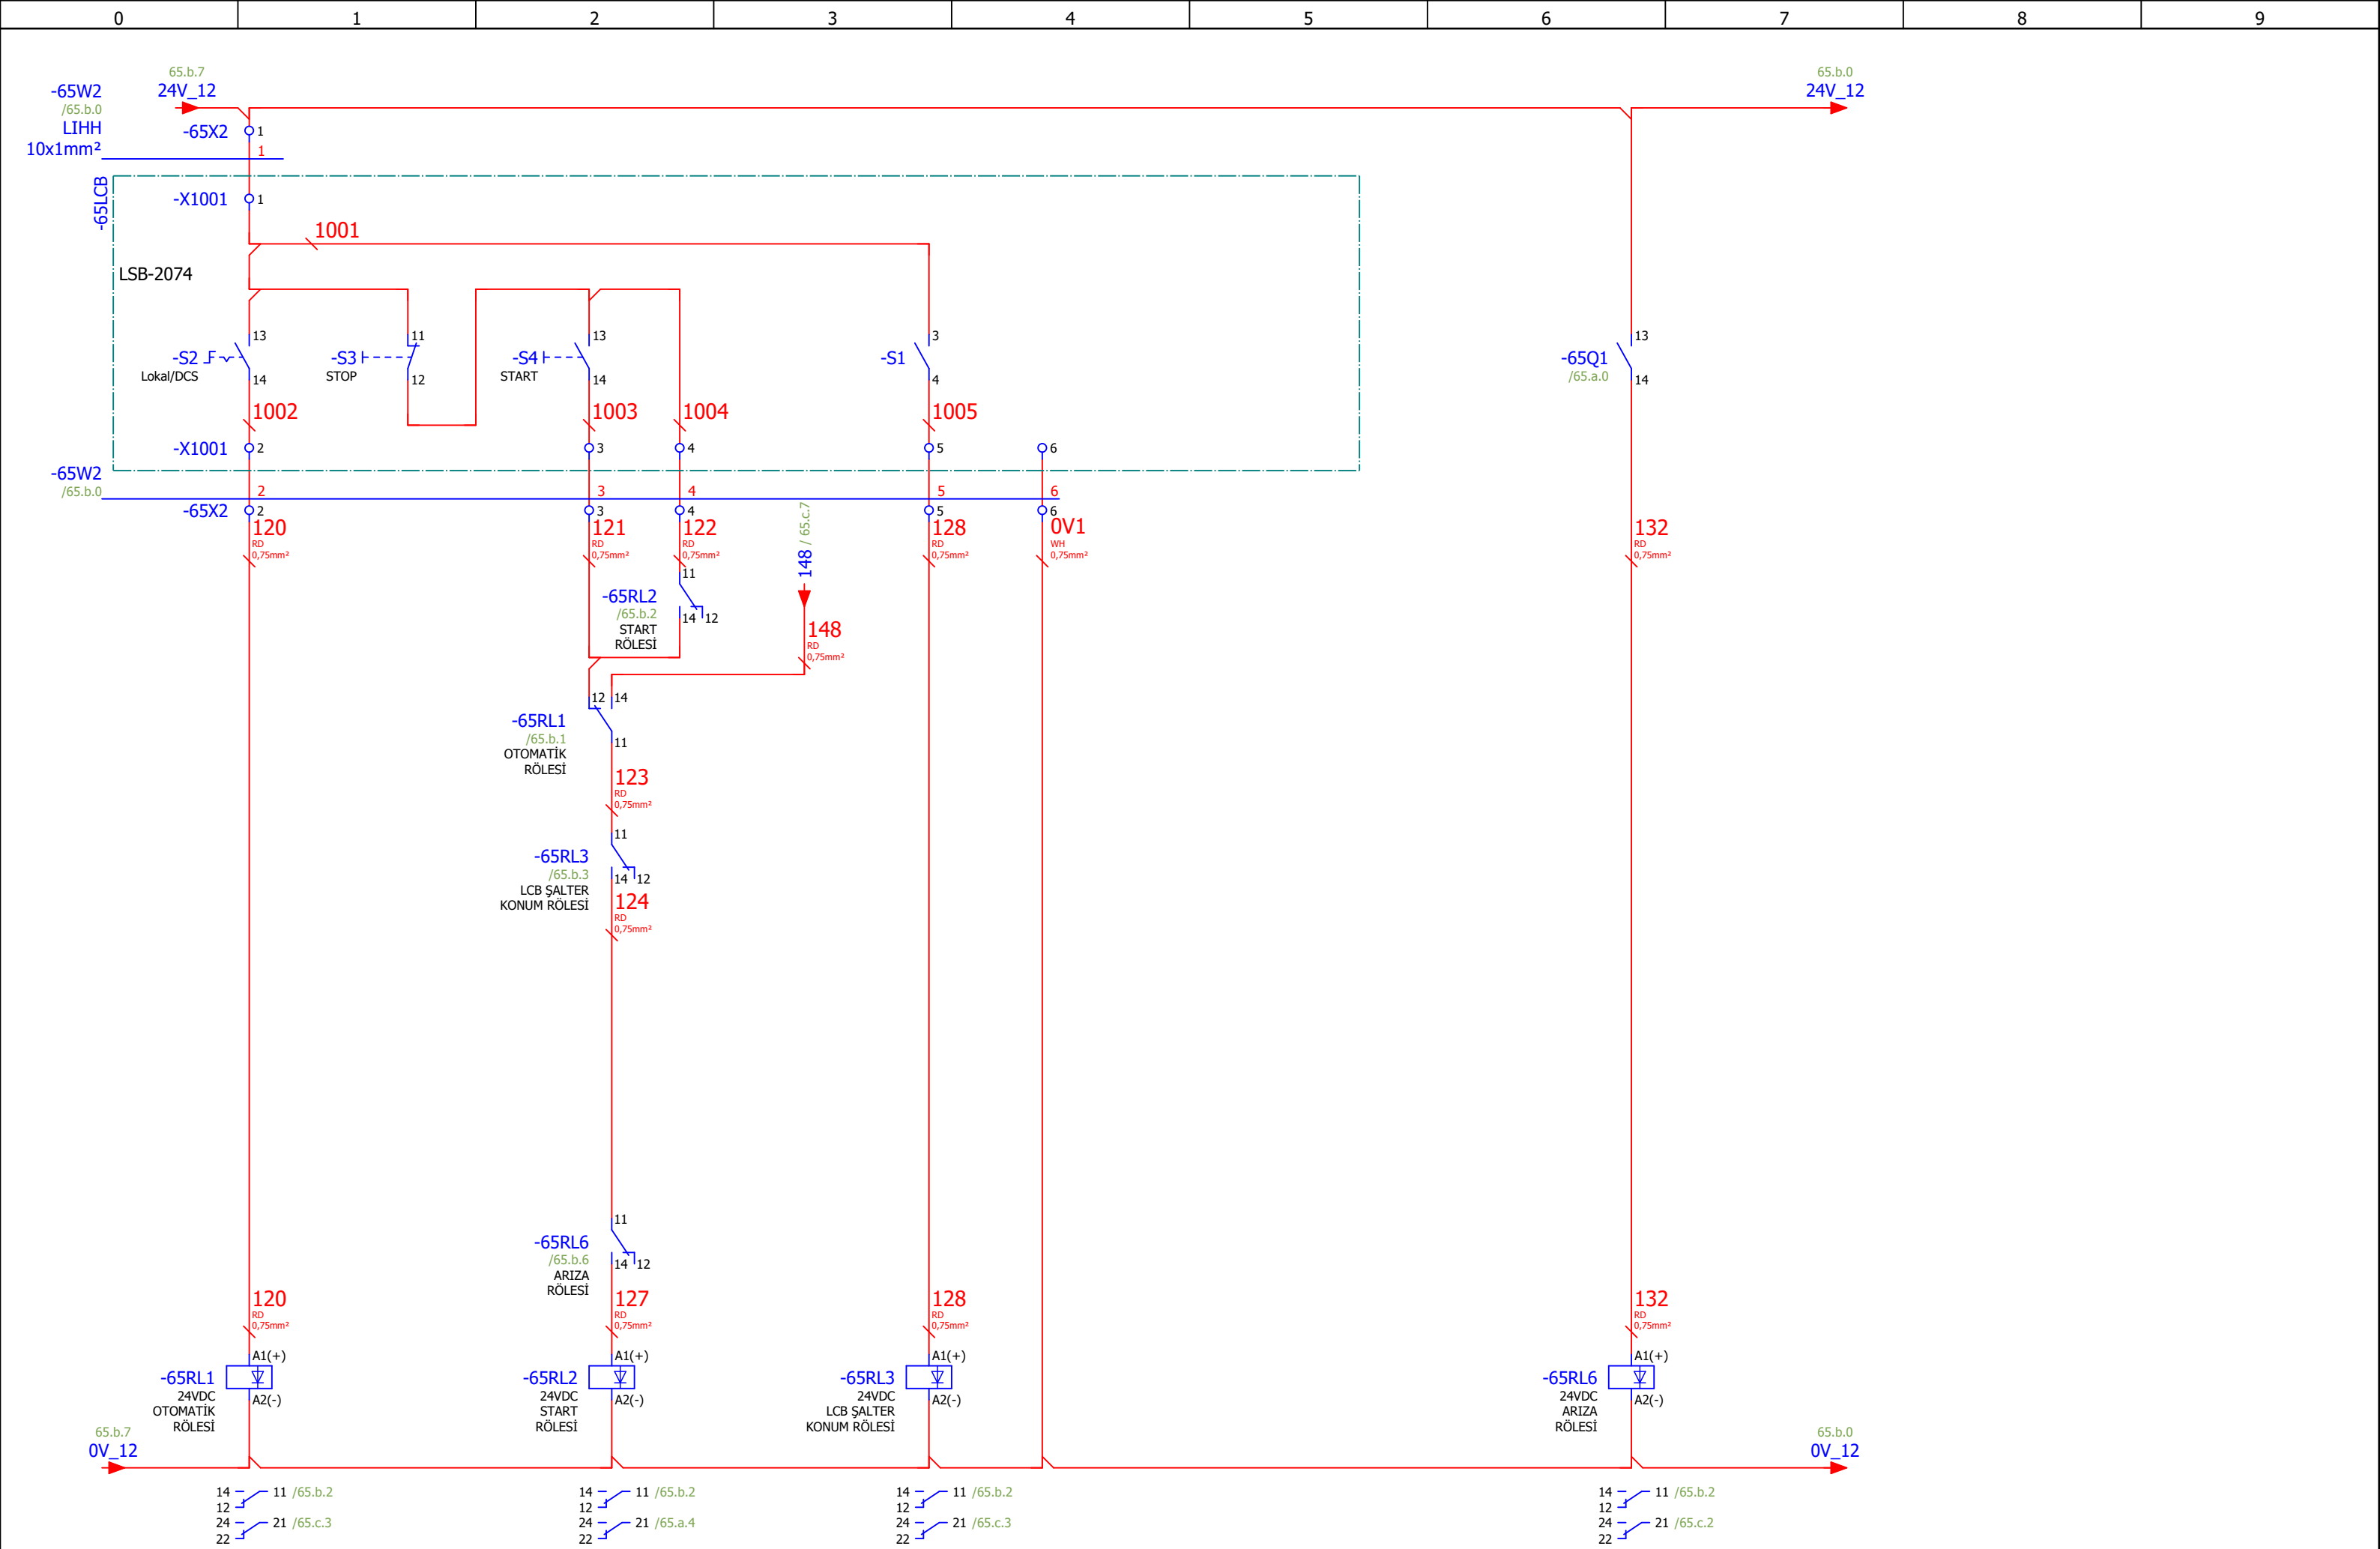 0 1 2 3 4 5 6 7 8 9
65.b.7
24V_12
65.b.0
24V_12
-65W2
/65.b.0
LIHH
10x1mm²
-65X2 1
1
-65LCB
-X1001 1
1001
LSB-2074
-S2 13
Lokal/DCS 14
-S3 11
STOP 12
-S4 13
START 14
-S1 3
4
-65Q1 13
/65.a.0 14
1002 1003 1004 1005
-X1001 2 3 4 5 6
-65W2
/65.b.0 2 3 4 5 6
-65X2 2 3 4 5 6
120
RD
0,75mm²
121
RD
0,75mm²
122
RD
0,75mm²
148 / 65.c.7
128
RD
0,75mm²
0V1
WH
0,75mm²
132
RD
0,75mm²
11
-65RL2
/65.b.2 14 12
START
RÖLESİ
148
RD
0,75mm²
12 14
-65RL1
/65.b.1 11
OTOMATİK
RÖLESİ
123
RD
0,75mm²
11
-65RL3
/65.b.3 14 12
LCB ŞALTER
KONUM RÖLESİ
124
RD
0,75mm²
11
-65RL6
/65.b.6 14 12
ARIZA
RÖLESİ
120
RD
0,75mm²
127
RD
0,75mm²
128
RD
0,75mm²
132
RD
0,75mm²
A1(+)
-65RL1
24VDC A2(-)
OTOMATİK
RÖLESİ
A1(+)
-65RL2
24VDC A2(-)
START
RÖLESİ
A1(+)
-65RL3
24VDC A2(-)
LCB ŞALTER
KONUM RÖLESİ
A1(+)
-65RL6
24VDC A2(-)
ARIZA
RÖLESİ
65.b.7
0V_12
65.b.0
0V_12
14 11 /65.b.2
12
24 21 /65.c.3
22
14 11 /65.b.2
12
24 21 /65.a.4
22
14 11 /65.b.2
12
24 21 /65.c.3
22
14 11 /65.b.2
12
24 21 /65.c.2
22